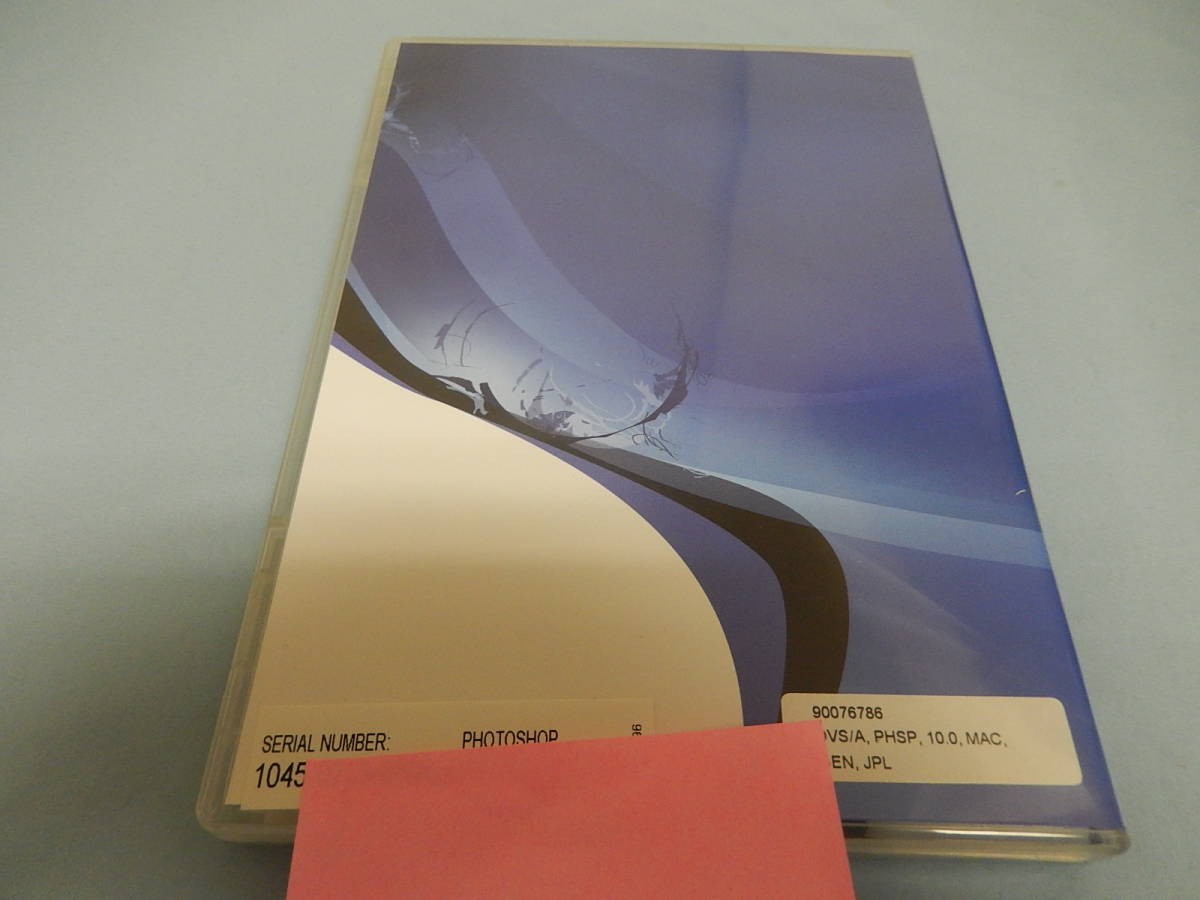 SERIAL NUMBER: PHOTOSHOP
1045
90076786
DVS/A, PHSP, 10.0, MAC,
EN, JPL